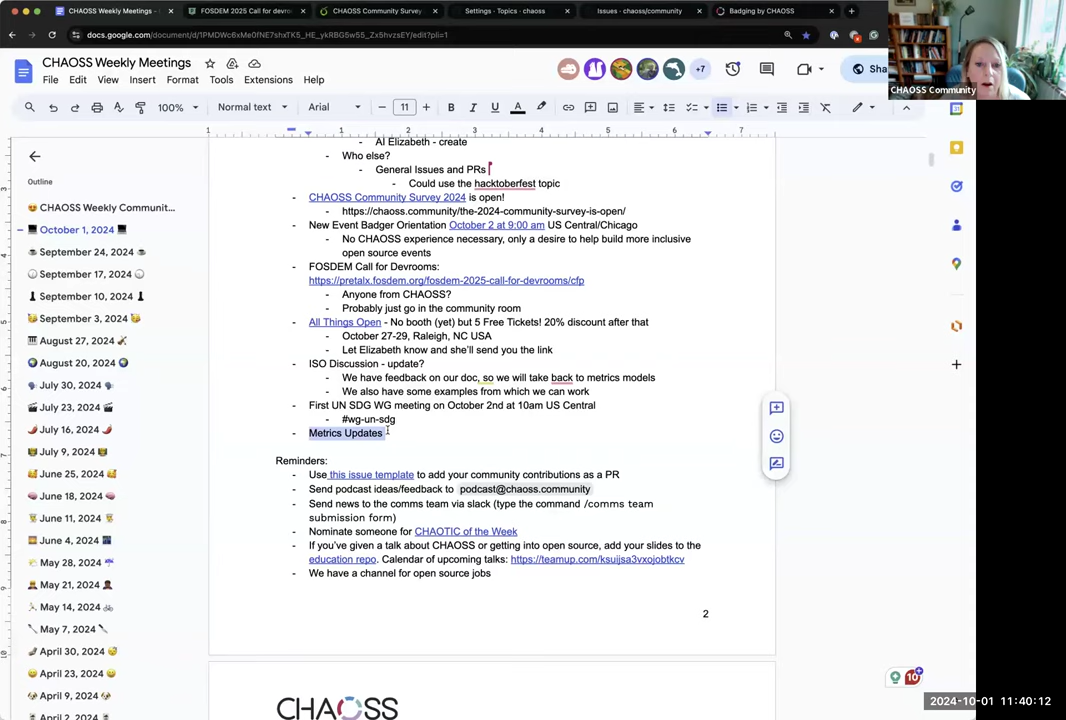 CHAOSS Weekly Meetings -
FOSDEM 2025 Call for devro
CHAOSS Community Survey
Settings · Topics · chaoss
Issues · chaoss/community
Badging by CHAOSS
docs.google.com/document/d/
/edit?pli=1
CHAOSS Weekly Meetings
File Edit View Insert Format Tools Extensions Help
+7
Sha
CHAOSS Community
100% Normal text Arial 11
1 1 2 3 4 5 6 7
Outline
😍 CHAOSS Weekly Communit...
October 1, 2024
September 24, 2024
September 17, 2024
September 10, 2024
September 3, 2024
August 27, 2024
August 20, 2024
July 30, 2024
July 23, 2024
July 16, 2024
July 9, 2024
June 25, 2024
June 18, 2024
June 11, 2024
June 4, 2024
May 28, 2024
May 21, 2024
May 14, 2024
May 7, 2024
April 30, 2024
April 23, 2024
April 9, 2024
April 2, 2024
- AI Elizabeth - create
- Who else?
- General Issues and PRs
- Could use the hacktoberfest topic
- CHAOSS Community Survey 2024 is open!
- https://chaoss.community/the-2024-community-survey-is-open/
- New Event Badger Orientation October 2 at 9:00 am US Central/Chicago
- No CHAOSS experience necessary, only a desire to help build more inclusive
open source events
- FOSDEM Call for Devrooms:
https://pretalx.fosdem.org/fosdem-2025-call-for-devrooms/cfp
- Anyone from CHAOSS?
- Probably just go in the community room
- All Things Open - No booth (yet) but 5 Free Tickets! 20% discount after that
- October 27-29, Raleigh, NC USA
- Let Elizabeth know and she'll send you the link
- ISO Discussion - update?
- We have feedback on our doc, so we will take back to metrics models
- We also have some examples from which we can work
- First UN SDG WG meeting on October 2nd at 10am US Central
- #wg-un-sdg
- Metrics Updates
Reminders:
- Use this issue template to add your community contributions as a PR
- Send podcast ideas/feedback to podcast@chaoss.community
- Send news to the comms team via slack (type the command /comms team
submission form)
- Nominate someone for CHAOTIC of the Week
- If you've given a talk about CHAOSS or getting into open source, add your slides to the
education repo. Calendar of upcoming talks: https://teamup.com/ksuijsa3vxojobtkcv
- We have a channel for open source jobs
2
CHAOSS
10
2024-10-01 11:40:12